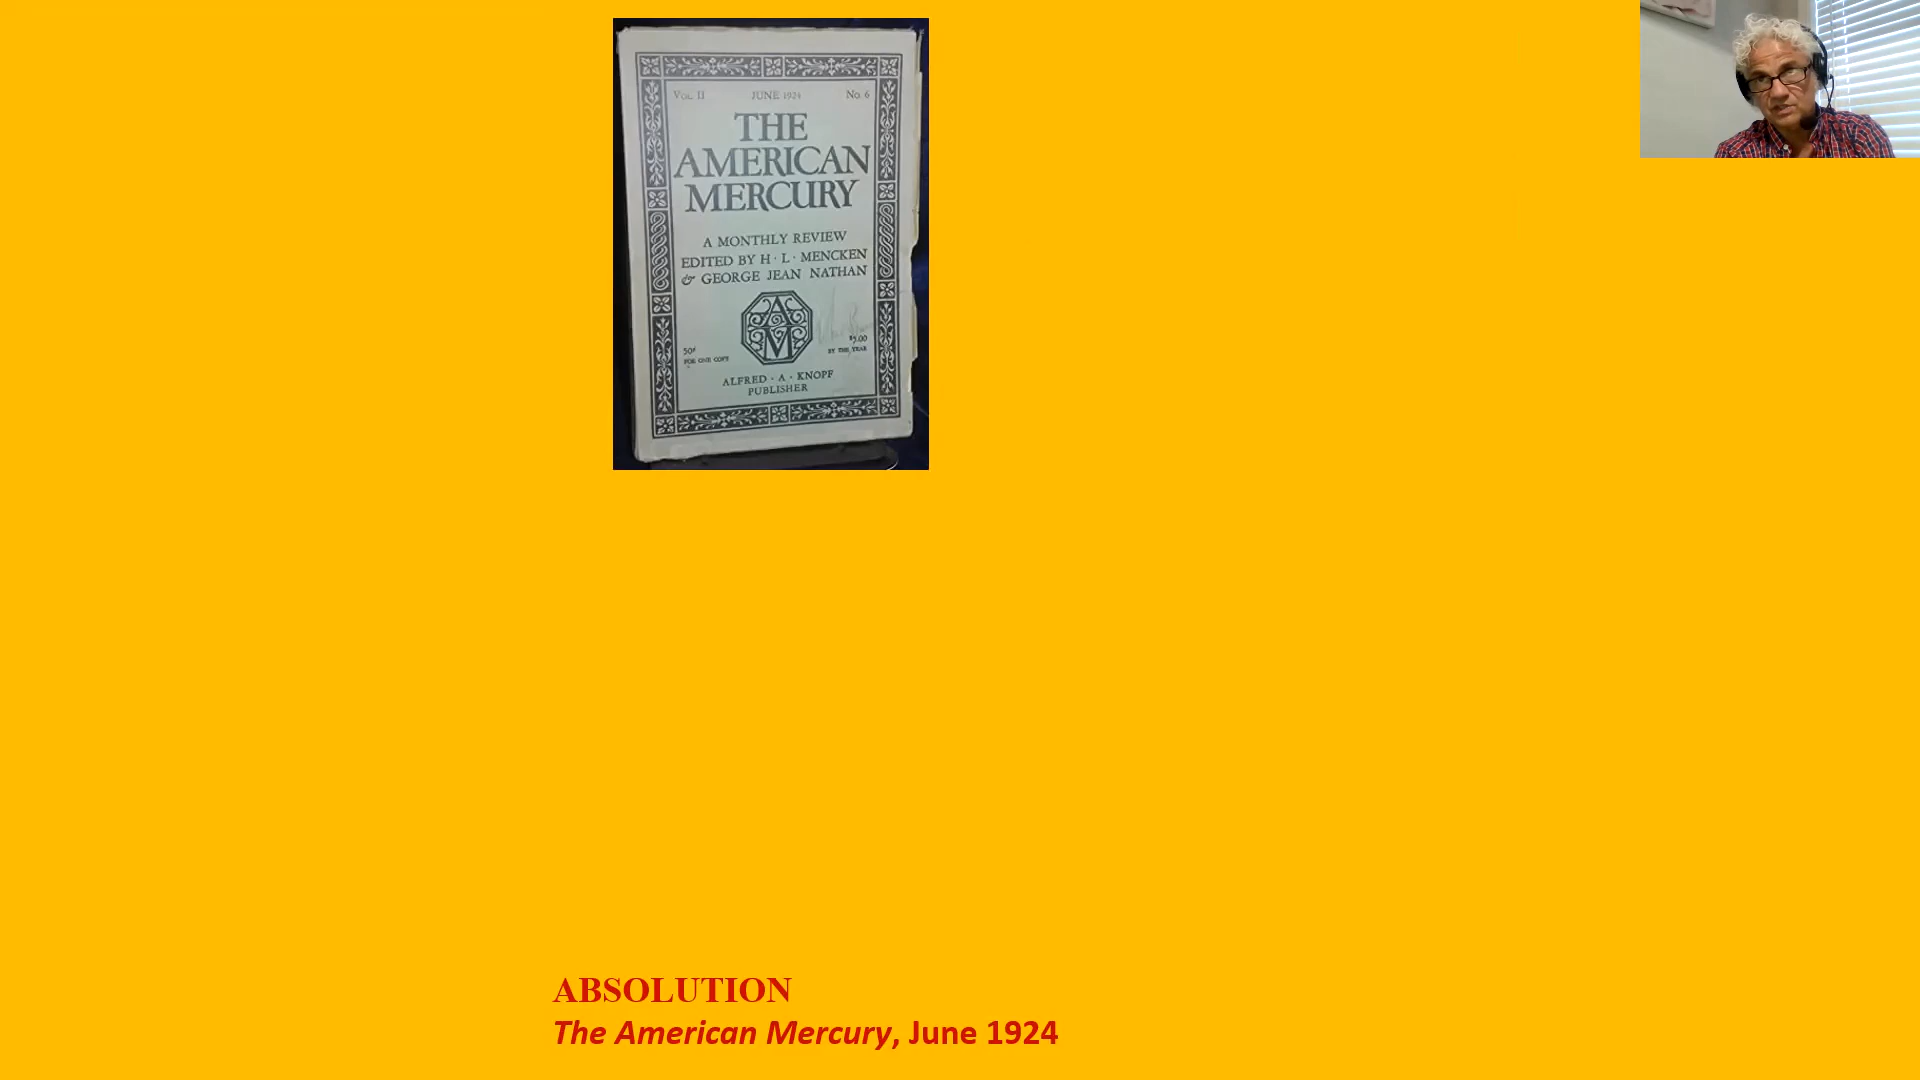 VOL. II JUNE 1924 No. 6
THE
AMERICAN
MERCURY
A MONTHLY REVIEW
EDITED BY H · L · MENCKEN
& GEORGE JEAN NATHAN
AM
50¢
FOR ONE COPY
$5.00
BY THE YEAR
ALFRED · A · KNOPF
PUBLISHER
ABSOLUTION
The American Mercury, June 1924